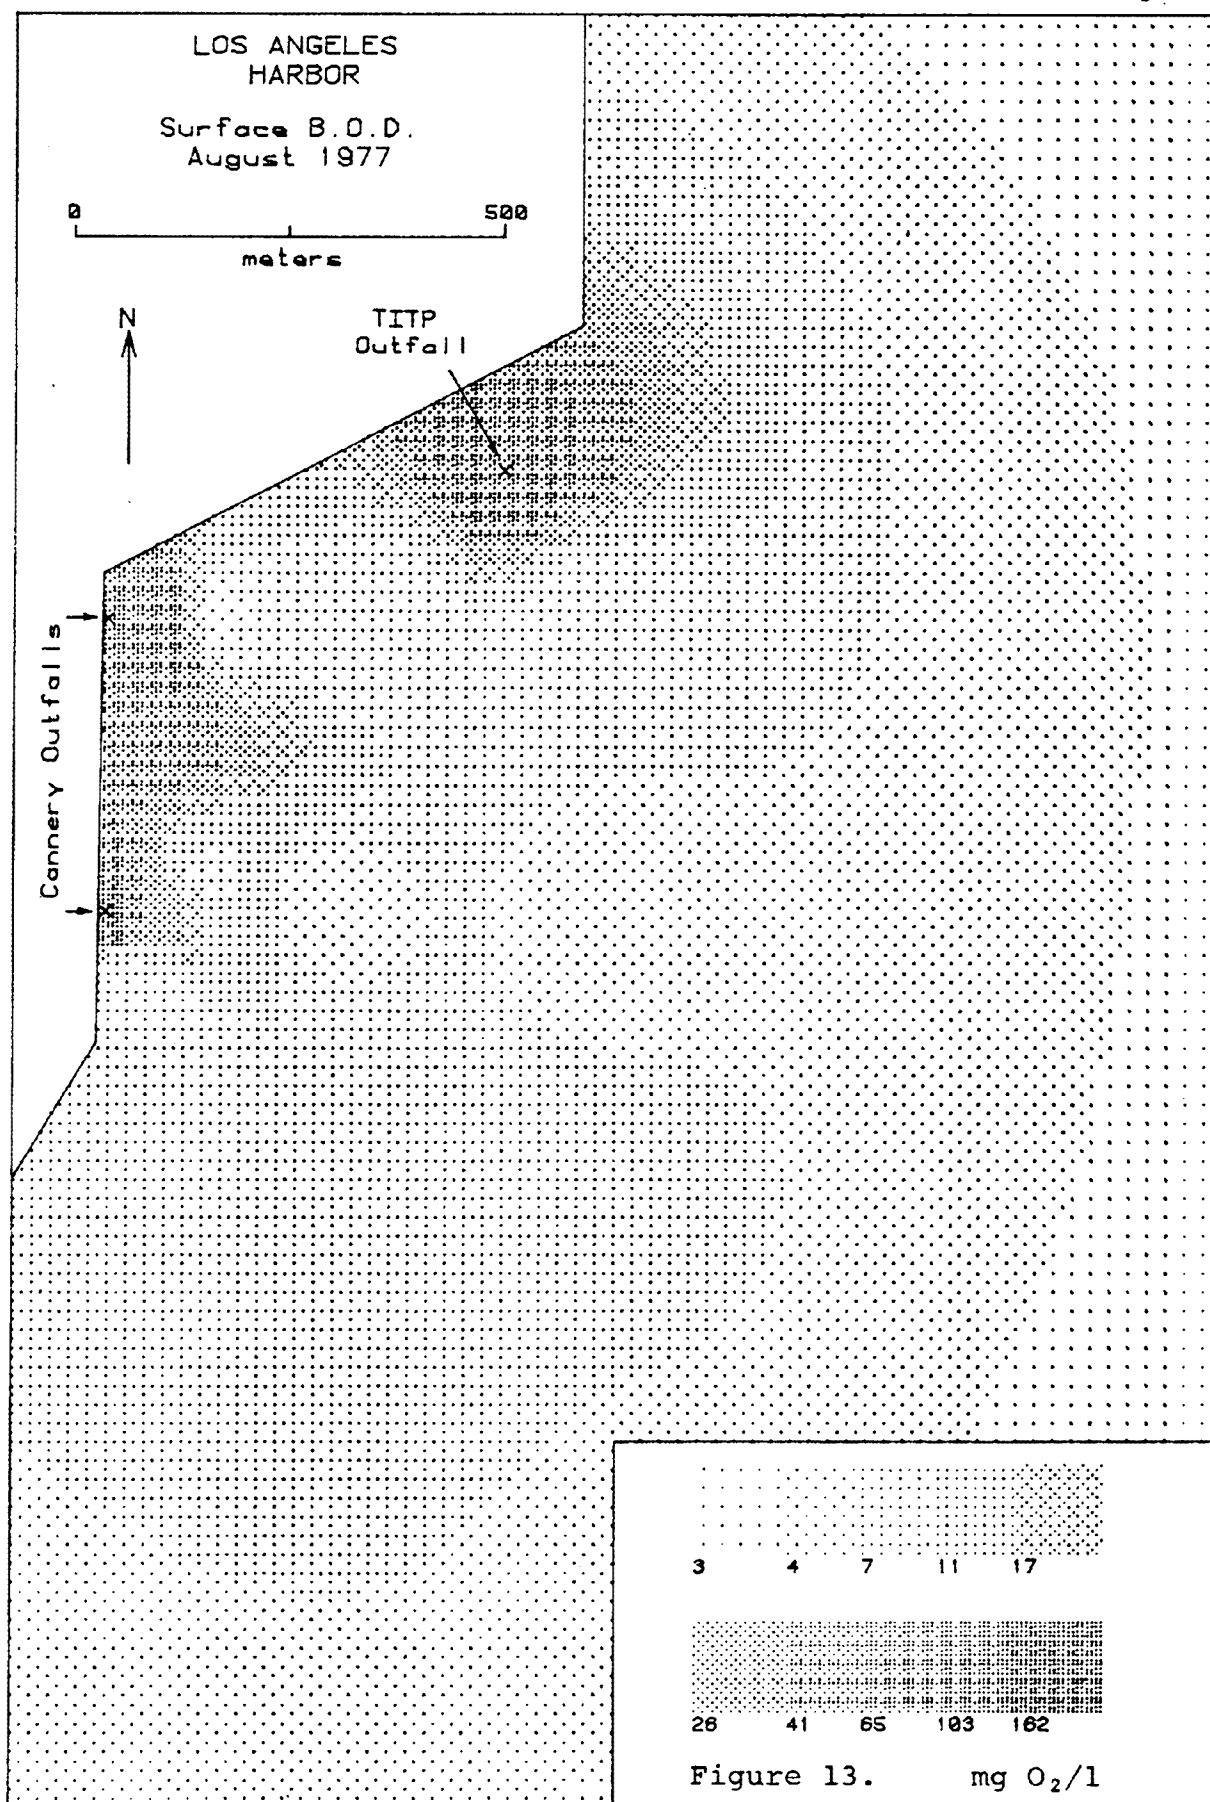 LOS ANGELES
HARBOR
Surface B.O.D.
August 1977
0 500
meters
N
TITP
Outfall
Cannery Outfalls
3 4 7 11 17
26 41 65 103 162
Figure 13. mg O₂/l